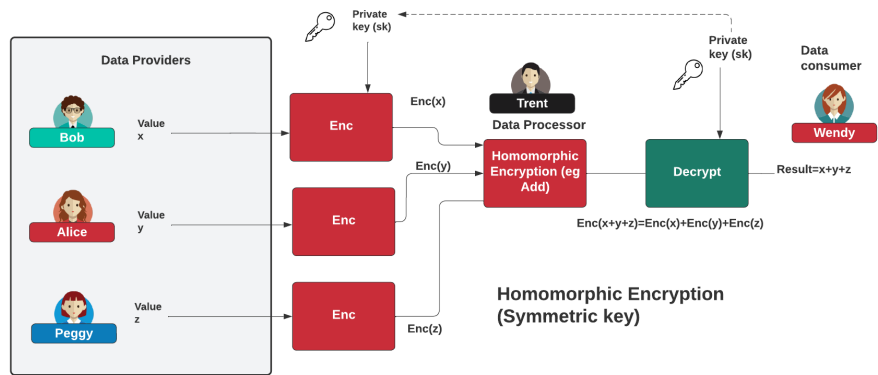 Private
key (sk)
Private
key (sk)
Data
consumer
Data Providers
Bob
Value
x
Enc
Enc(x)
Trent
Data Processor
Wendy
Homomorphic
Encryption (eg
Add)
Decrypt
Result=x+y+z
Enc(y)
Alice
Value
y
Enc
Enc(x+y+z)=Enc(x)+Enc(y)+Enc(z)
Peggy
Value
z
Enc
Enc(z)
Homomorphic Encryption
(Symmetric key)